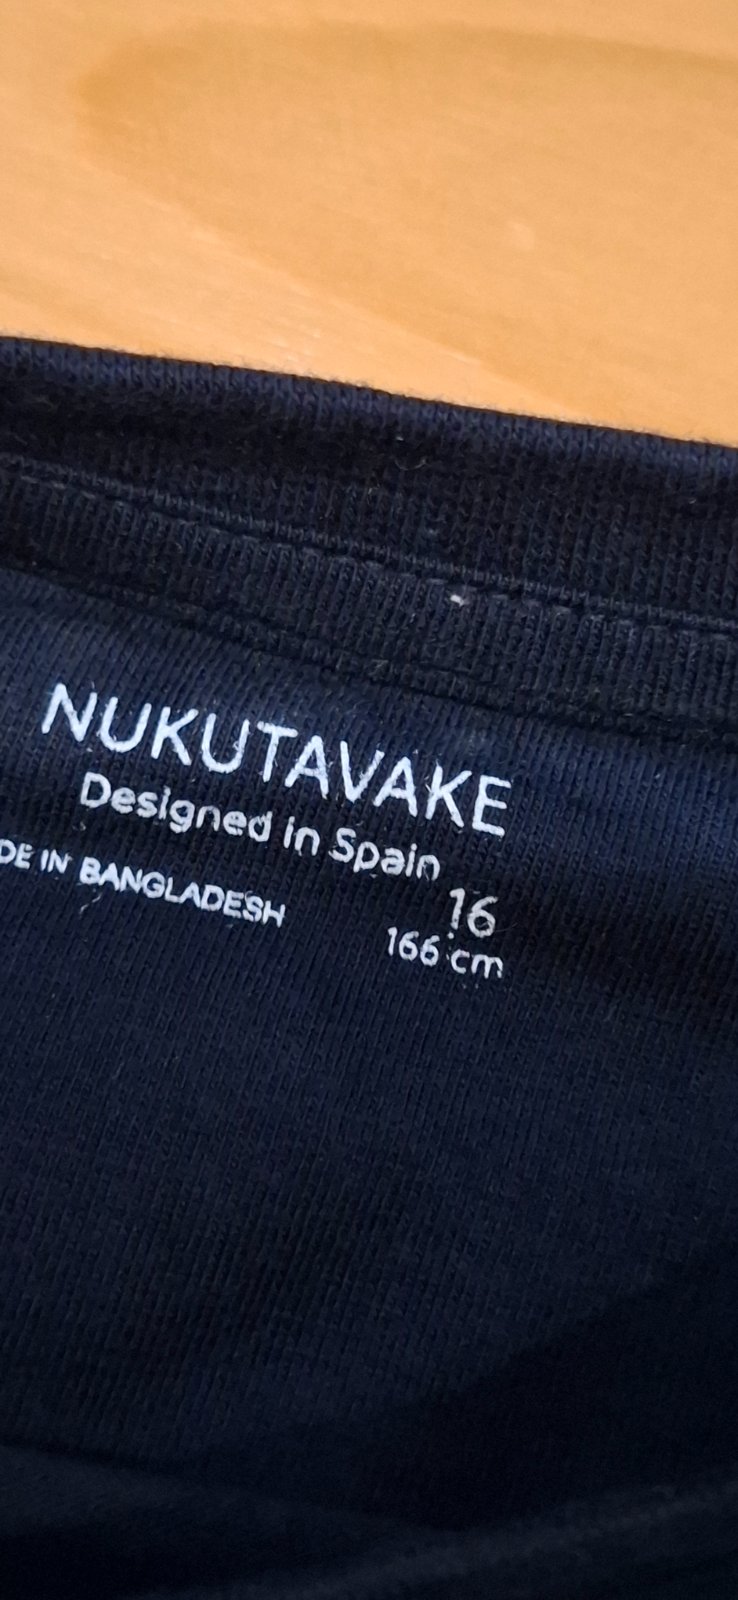 NUKUTAVAKE
Designed in Spain
DE IN BANGLADESH
16
166 cm